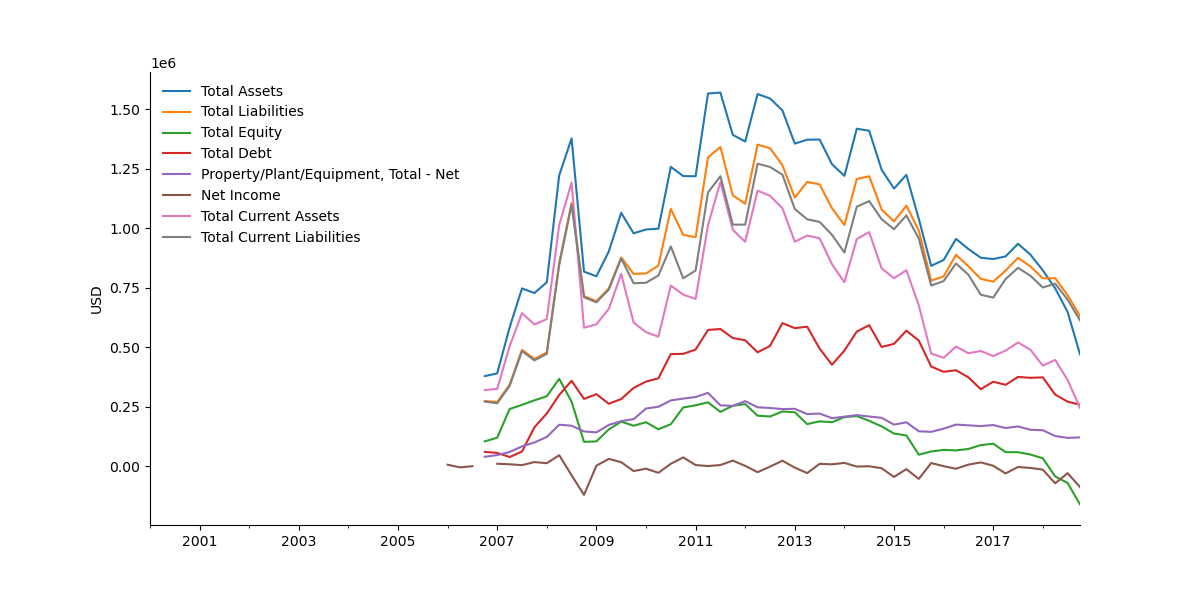 1e6
1.50
1.25
1.00
0.75
0.50
0.25
0.00
USD
Total Assets
Total Liabilities
Total Equity
Total Debt
Property/Plant/Equipment, Total - Net
Net Income
Total Current Assets
Total Current Liabilities
2001 2003 2005 2007 2009 2011 2013 2015 2017